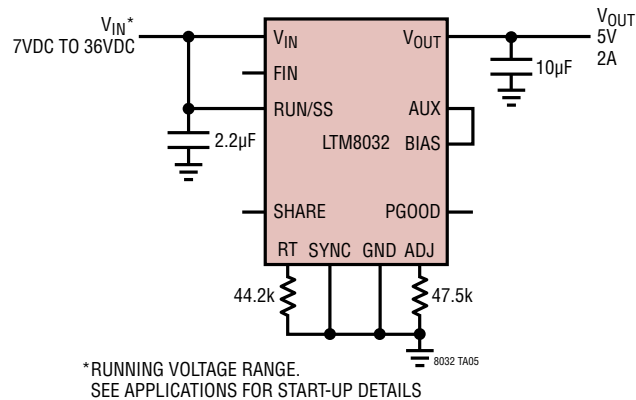 VIN*
7VDC TO 36VDC
VIN
VOUT
VOUT
5V
2A
FIN
10µF
RUN/SS
AUX
2.2µF
LTM8032
BIAS
SHARE
PGOOD
RT
SYNC
GND
ADJ
44.2k
47.5k
8032 TA05
*RUNNING VOLTAGE RANGE.
SEE APPLICATIONS FOR START-UP DETAILS